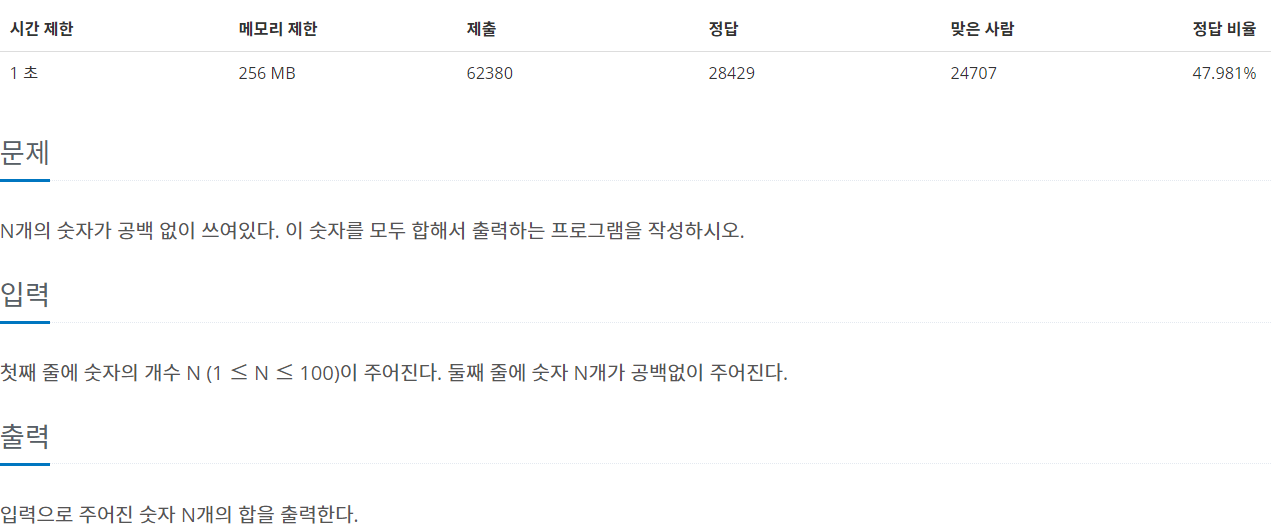 시간 제한 메모리 제한 제출 정답 맞은 사람 정답 비율
1 초 256 MB 62380 28429 24707 47.981%
문제
N개의 숫자가 공백 없이 쓰여있다. 이 숫자를 모두 합해서 출력하는 프로그램을 작성하시오.
입력
첫째 줄에 숫자의 개수 N (1 ≤ N ≤ 100)이 주어진다. 둘째 줄에 숫자 N개가 공백없이 주어진다.
출력
입력으로 주어진 숫자 N개의 합을 출력한다.